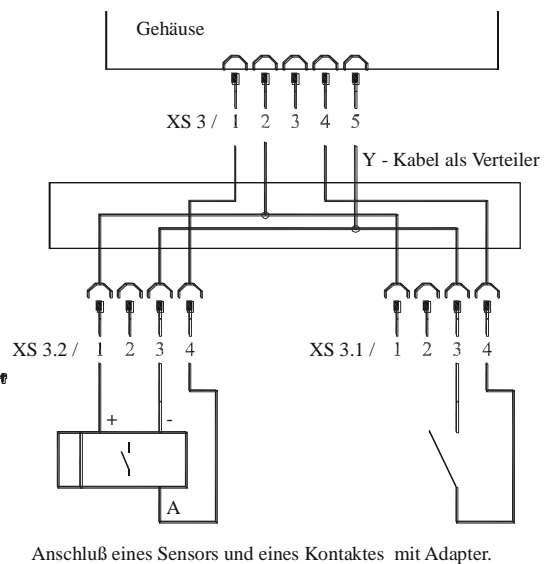 Gehäuse
XS 3 / 1 2 3 4 5
Y - Kabel als Verteiler
XS 3.2 / 1 2 3 4
XS 3.1 / 1 2 3 4
+ -
A
Anschluß eines Sensors und eines Kontaktes mit Adapter.